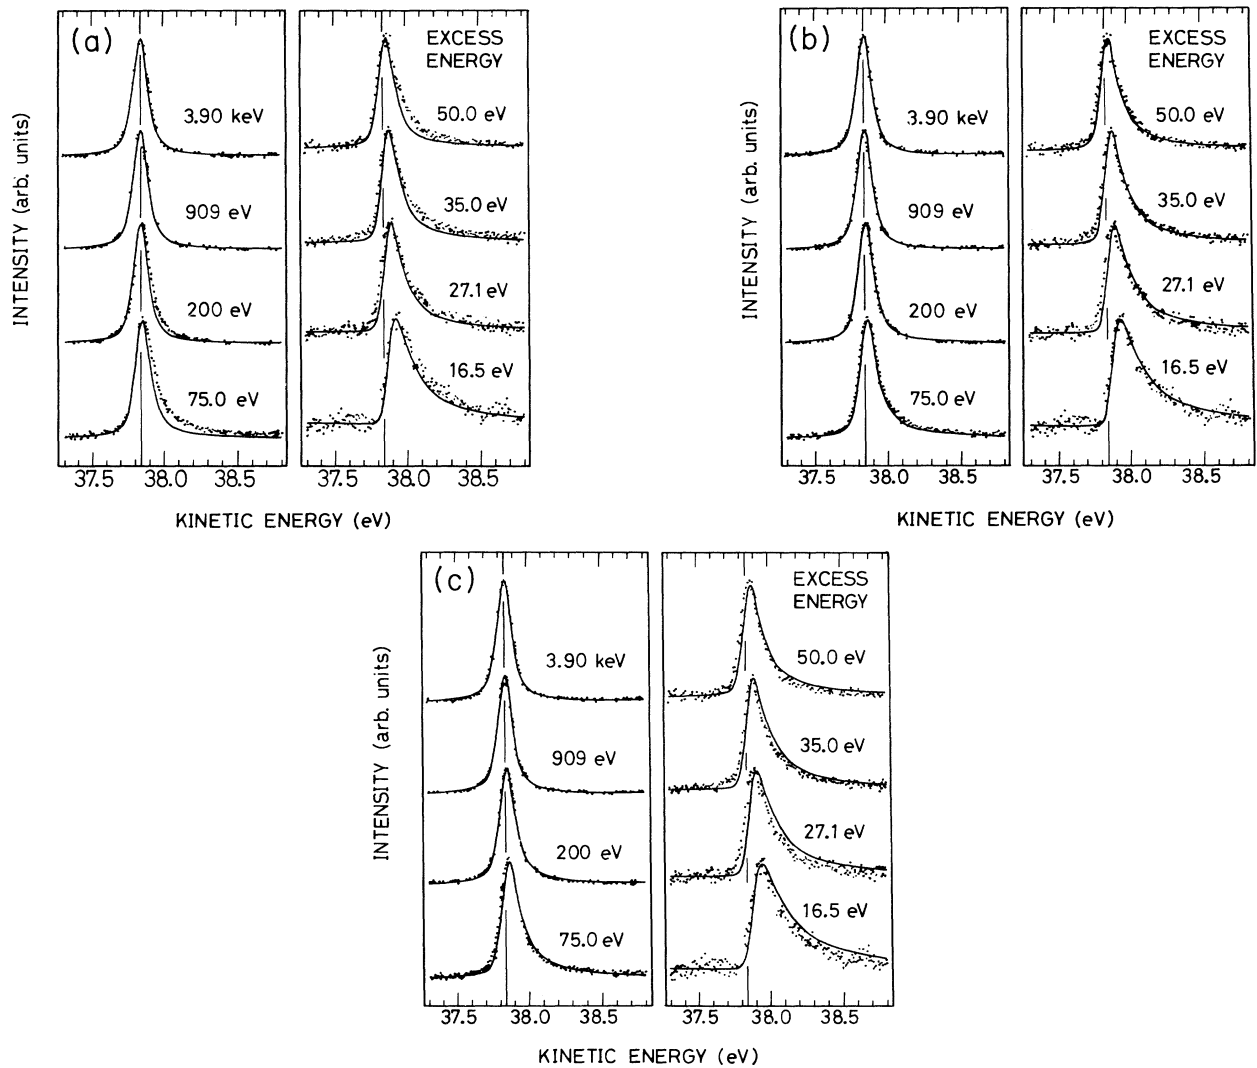 (a)
INTENSITY (arb. units)
3.90 keV
909 eV
200 eV
75.0 eV
37.5 38.0 38.5
EXCESS
ENERGY
50.0 eV
35.0 eV
27.1 eV
16.5 eV
37.5 38.0 38.5
KINETIC ENERGY (eV)
(b)
INTENSITY (arb. units)
3.90 keV
909 eV
200 eV
75.0 eV
37.5 38.0 38.5
EXCESS
ENERGY
50.0 eV
35.0 eV
27.1 eV
16.5 eV
37.5 38.0 38.5
KINETIC ENERGY (eV)
(c)
INTENSITY (arb. units)
3.90 keV
909 eV
200 eV
75.0 eV
37.5 38.0 38.5
EXCESS
ENERGY
50.0 eV
35.0 eV
27.1 eV
16.5 eV
37.5 38.0 38.5
KINETIC ENERGY (eV)